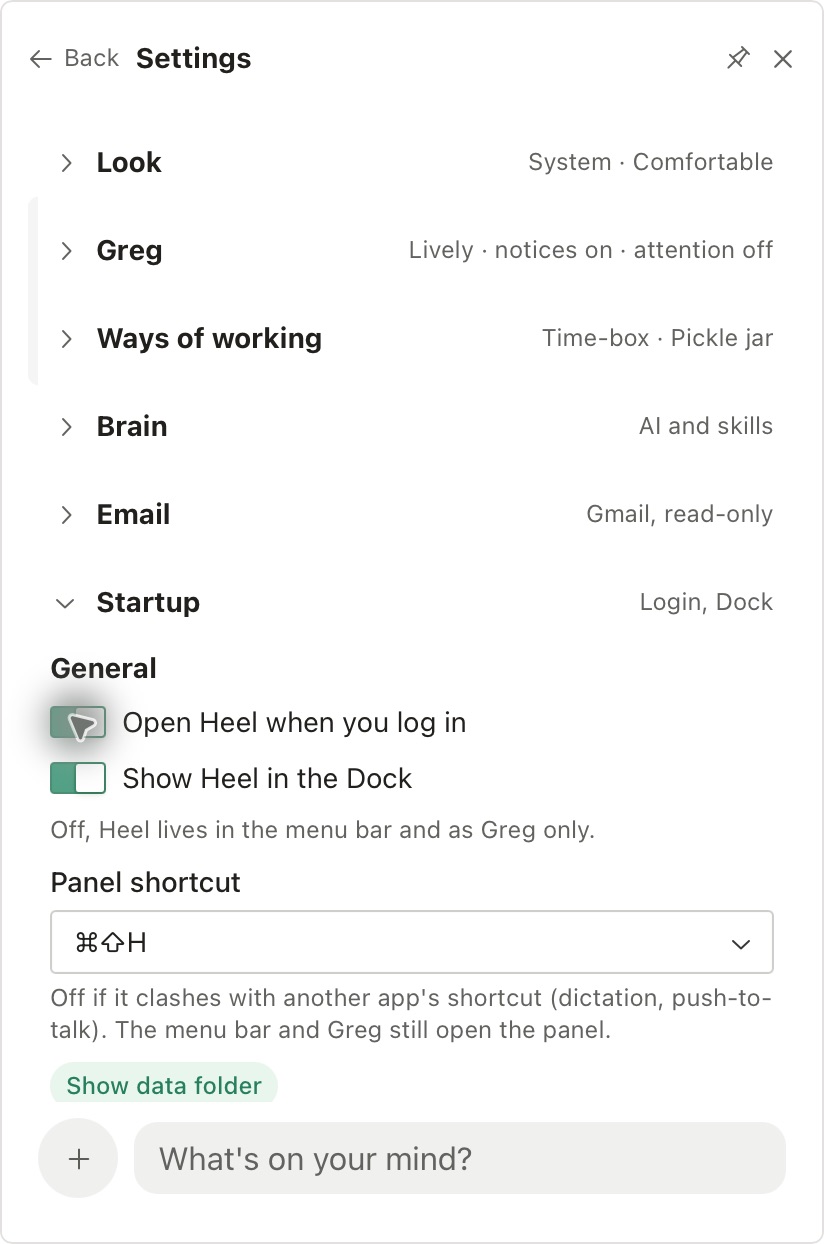 Back Settings
Look System · Comfortable
Greg Lively · notices on · attention off
Ways of working Time-box · Pickle jar
Brain AI and skills
Email Gmail, read-only
Startup Login, Dock
General
Open Heel when you log in
Show Heel in the Dock
Off, Heel lives in the menu bar and as Greg only.
Panel shortcut
⌘⇧H
Off if it clashes with another app's shortcut (dictation, push-to-
talk). The menu bar and Greg still open the panel.
Show data folder
What's on your mind?